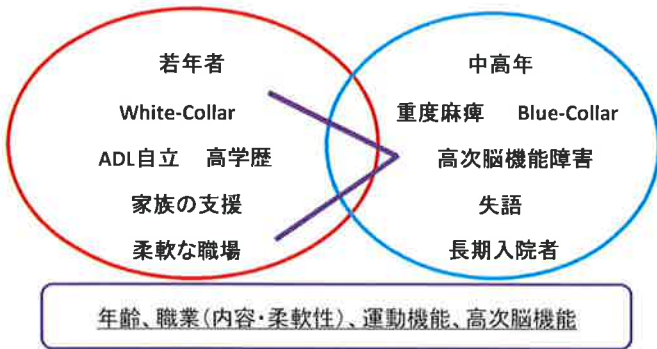 若年者
White-Collar
ADL自立 高学歴
家族の支援
柔軟な職場
中高年
重度麻痺 Blue-Collar
高次脳機能障害
失語
長期入院者
年齢、職業(内容・柔軟性)、運動機能、高次脳機能